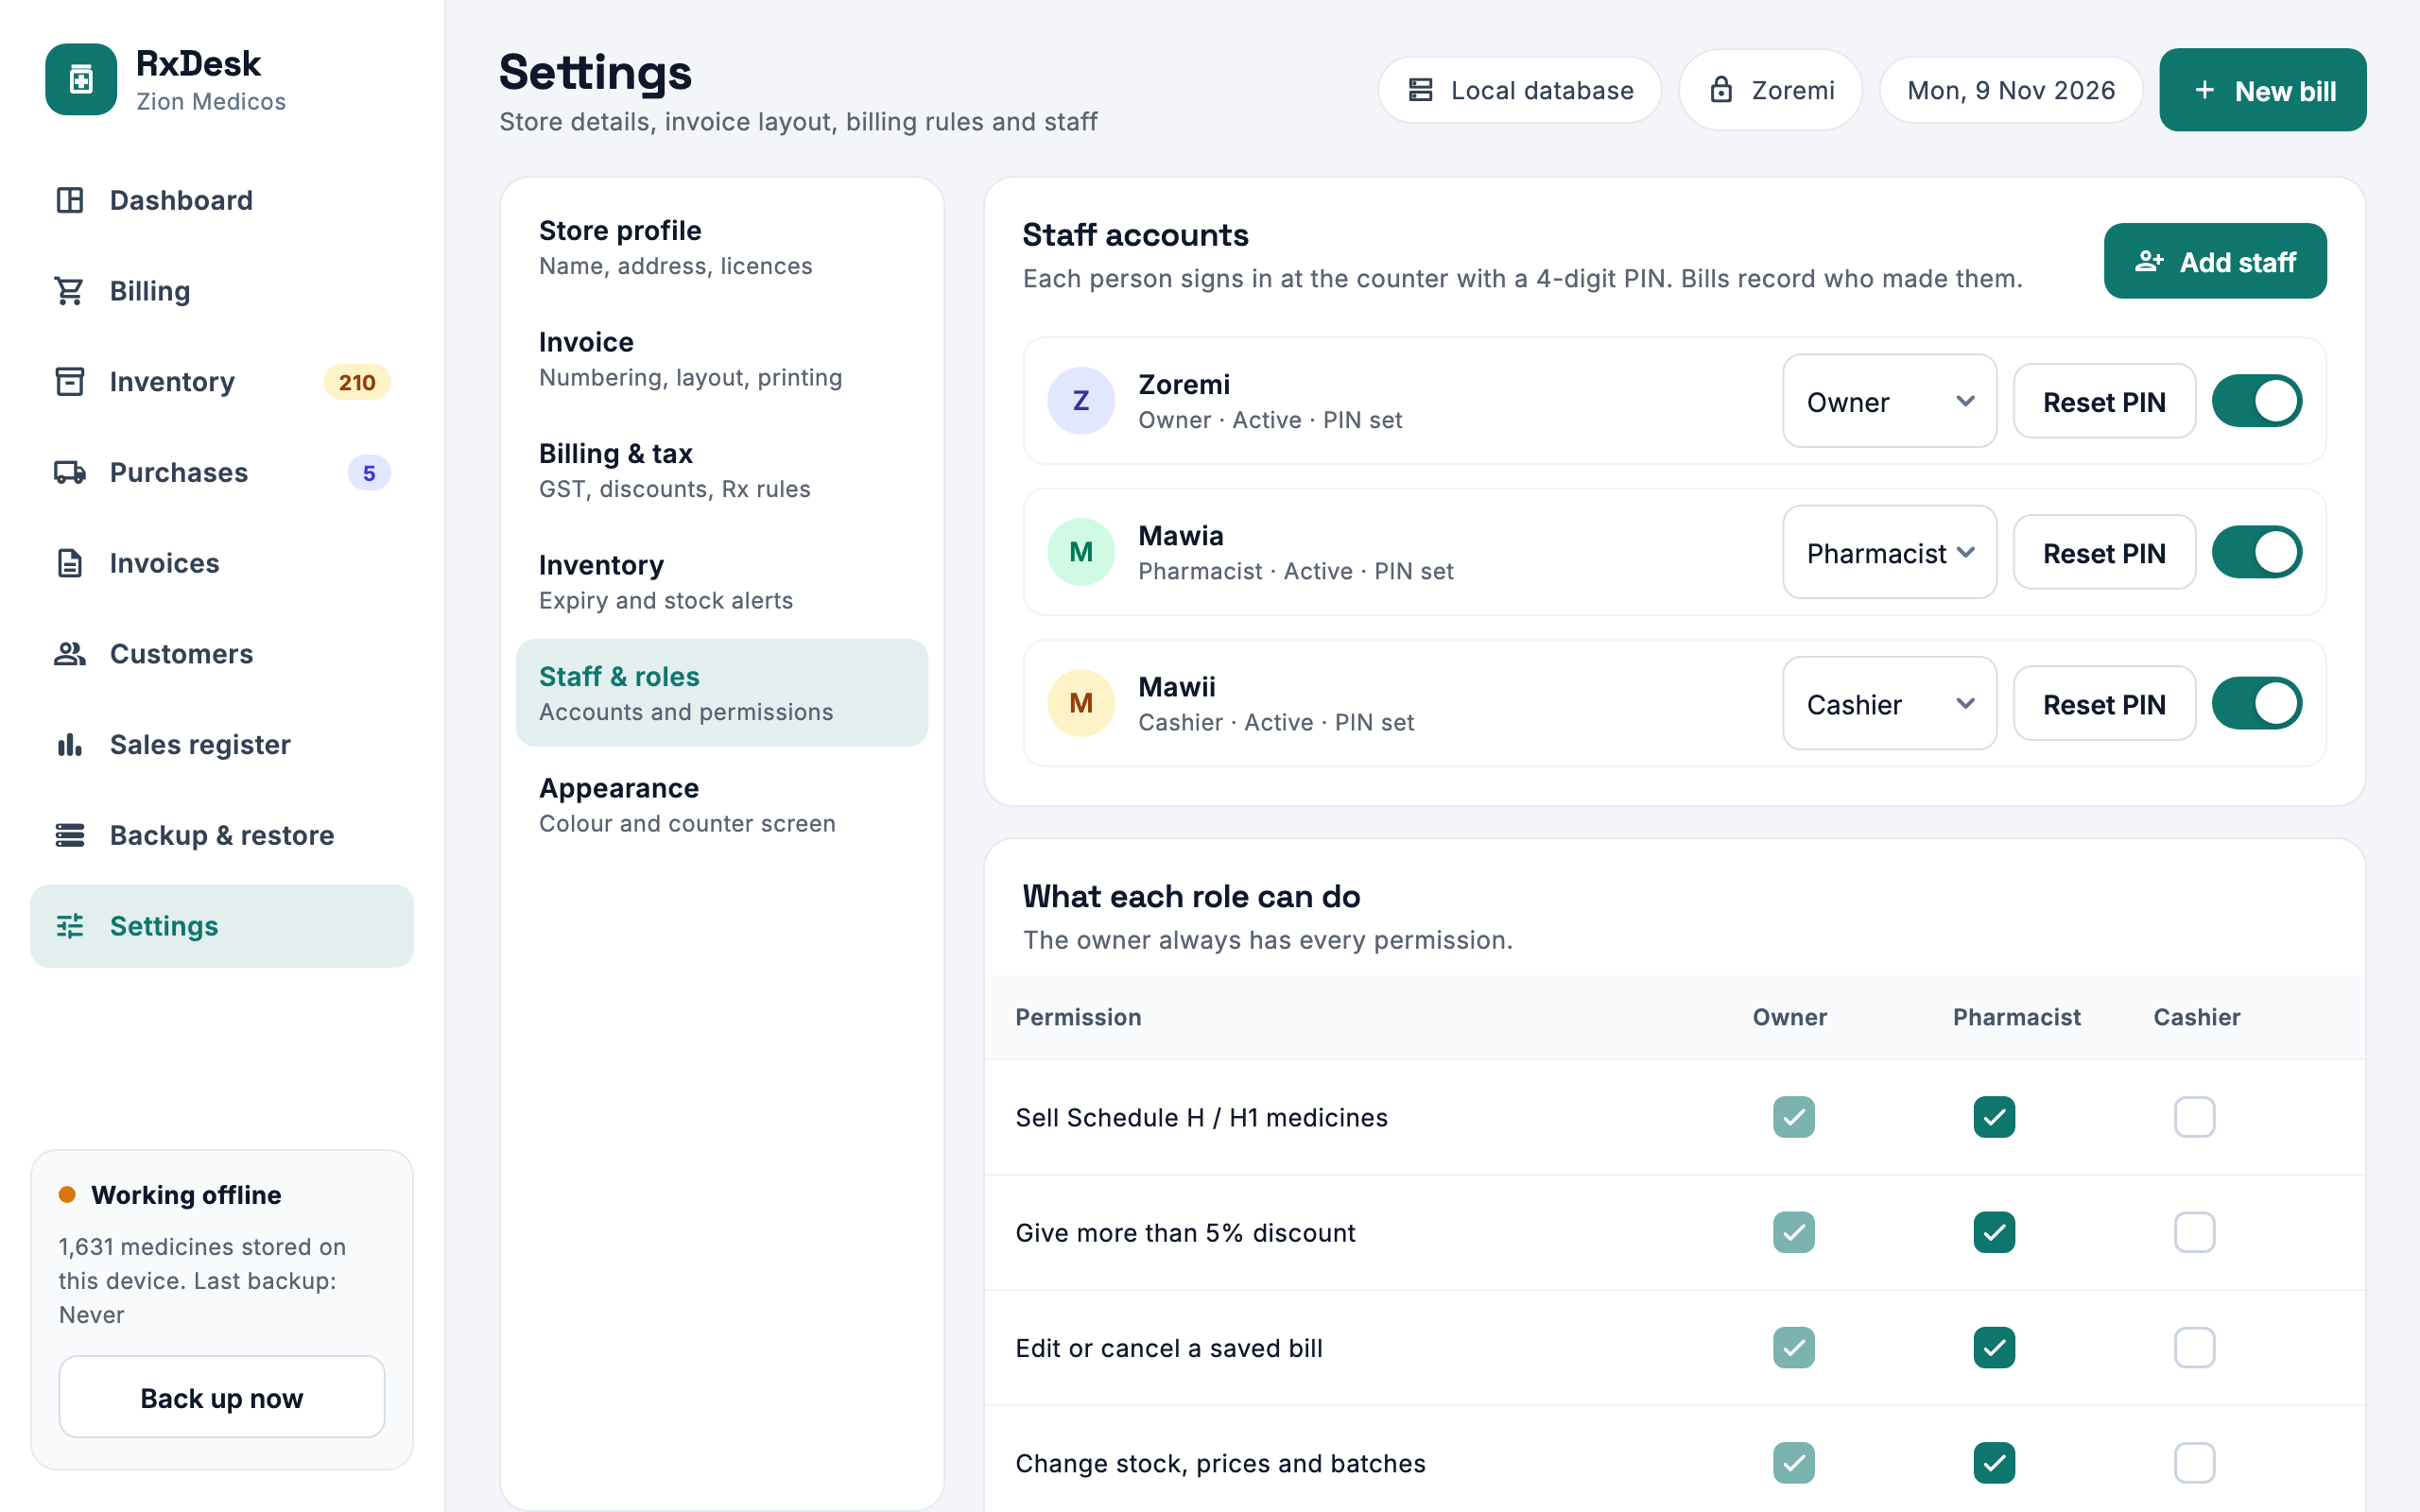 RxDesk
Zion Medicos
Dashboard
Billing
Inventory 210
Purchases 5
Invoices
Customers
Sales register
Backup & restore
Settings
Working offline
1,631 medicines stored on
this device. Last backup:
Never
Back up now
Settings
Store details, invoice layout, billing rules and staff
Local database
Zoremi
Mon, 9 Nov 2026
+ New bill
Store profile
Name, address, licences
Invoice
Numbering, layout, printing
Billing & tax
GST, discounts, Rx rules
Inventory
Expiry and stock alerts
Staff & roles
Accounts and permissions
Appearance
Colour and counter screen
Staff accounts
Each person signs in at the counter with a 4-digit PIN. Bills record who made them.
Add staff
Z
Zoremi
Owner · Active · PIN set
Owner
Reset PIN
M
Mawia
Pharmacist · Active · PIN set
Pharmacist
Reset PIN
M
Mawii
Cashier · Active · PIN set
Cashier
Reset PIN
What each role can do
The owner always has every permission.
Permission Owner Pharmacist Cashier
Sell Schedule H / H1 medicines
Give more than 5% discount
Edit or cancel a saved bill
Change stock, prices and batches